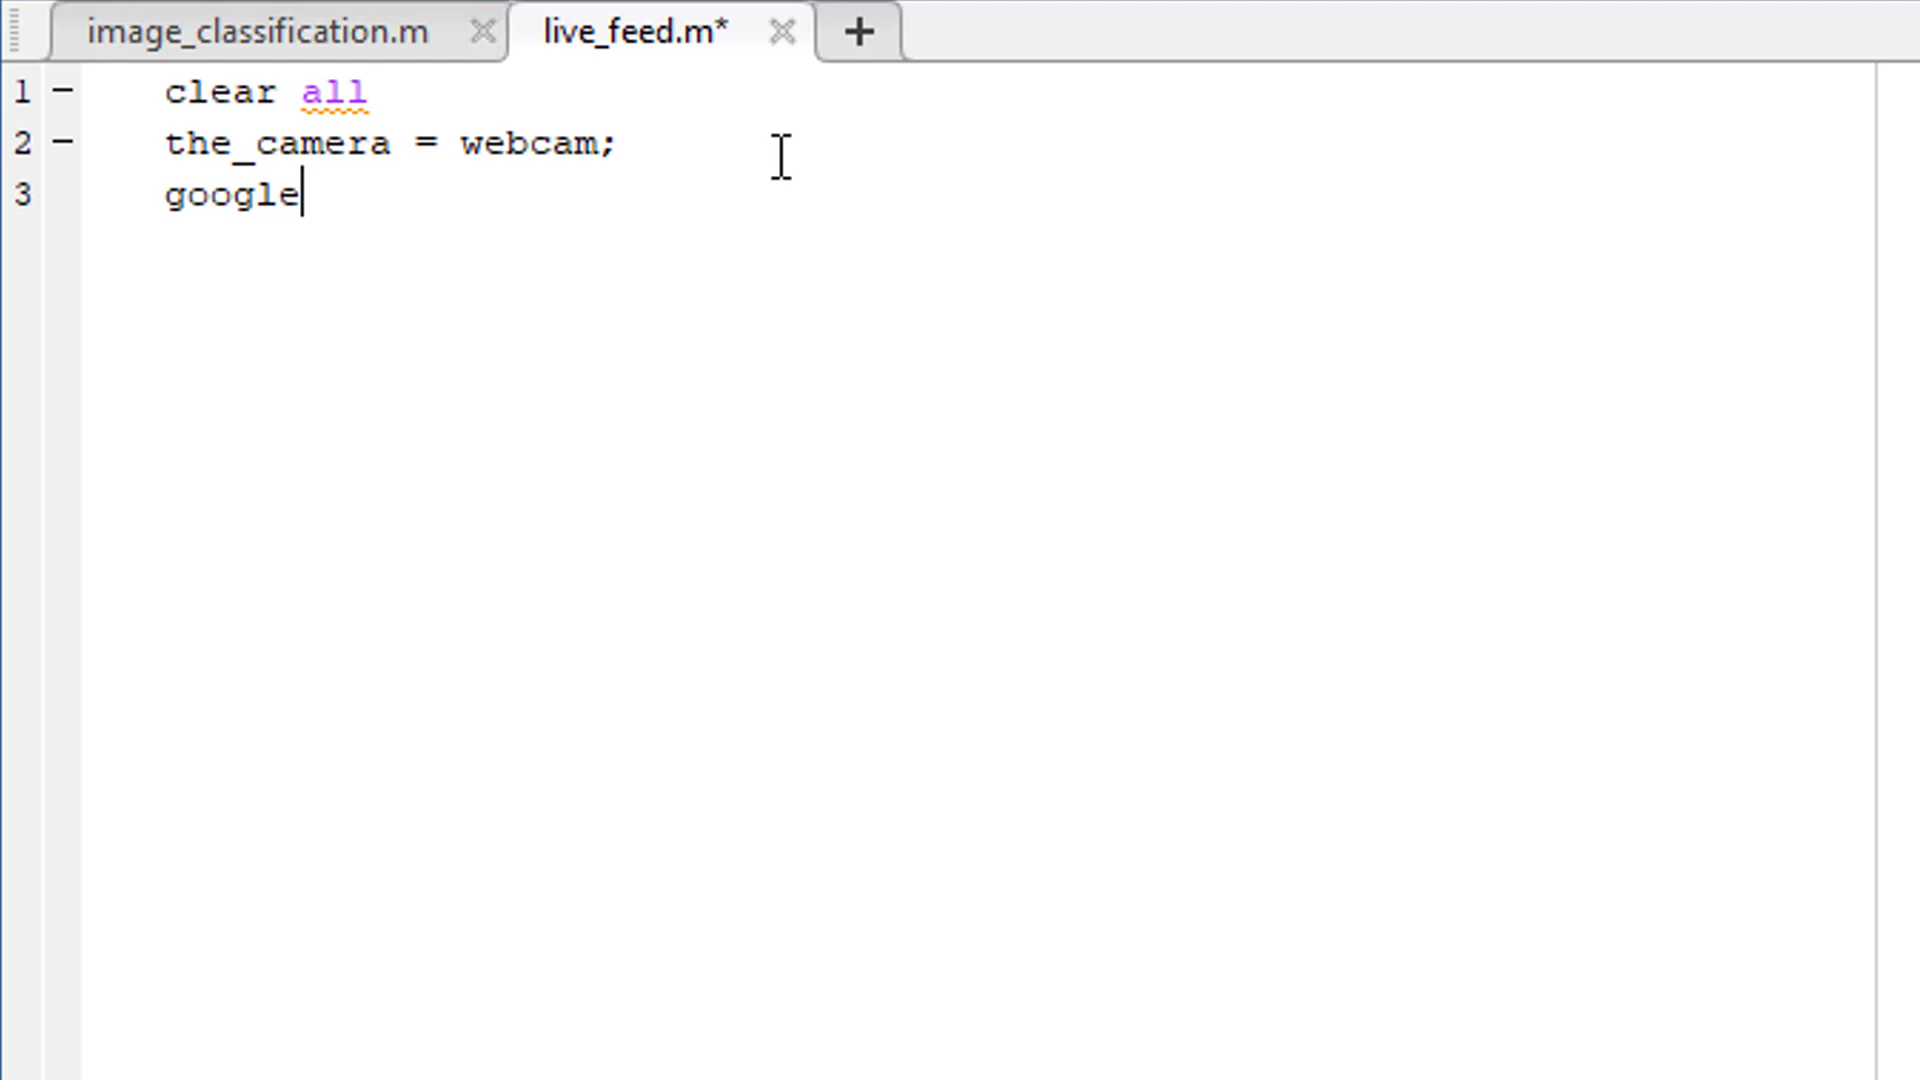 image_classification.m
live_feed.m*
1 clear all
2 the_camera = webcam;
3 google